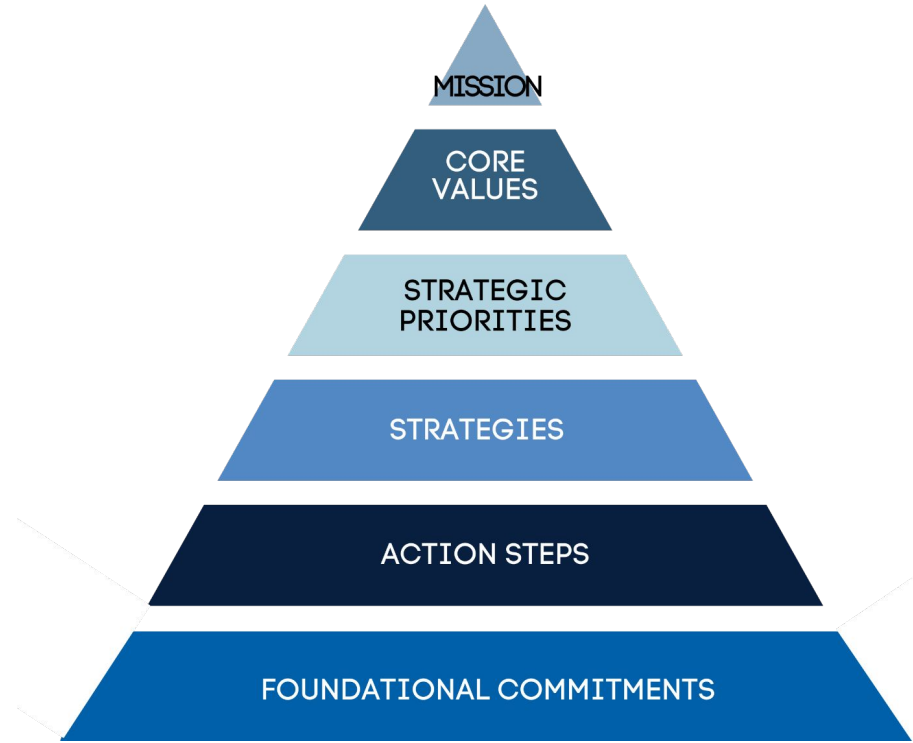 MISSION
CORE
VALUES
STRATEGIC
PRIORITIES
STRATEGIES
ACTION STEPS
FOUNDATIONAL COMMITMENTS